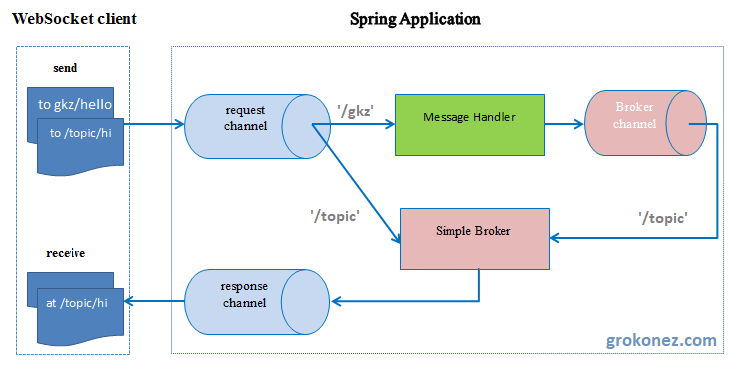 WebSocket client
Spring Application
send
to gkz/hello
to /topic/hi
request
channel
'/gkz'
Message Handler
Broker
channel
'/topic'
Simple Broker
'/topic'
receive
at /topic/hi
response
channel
grokonez.com